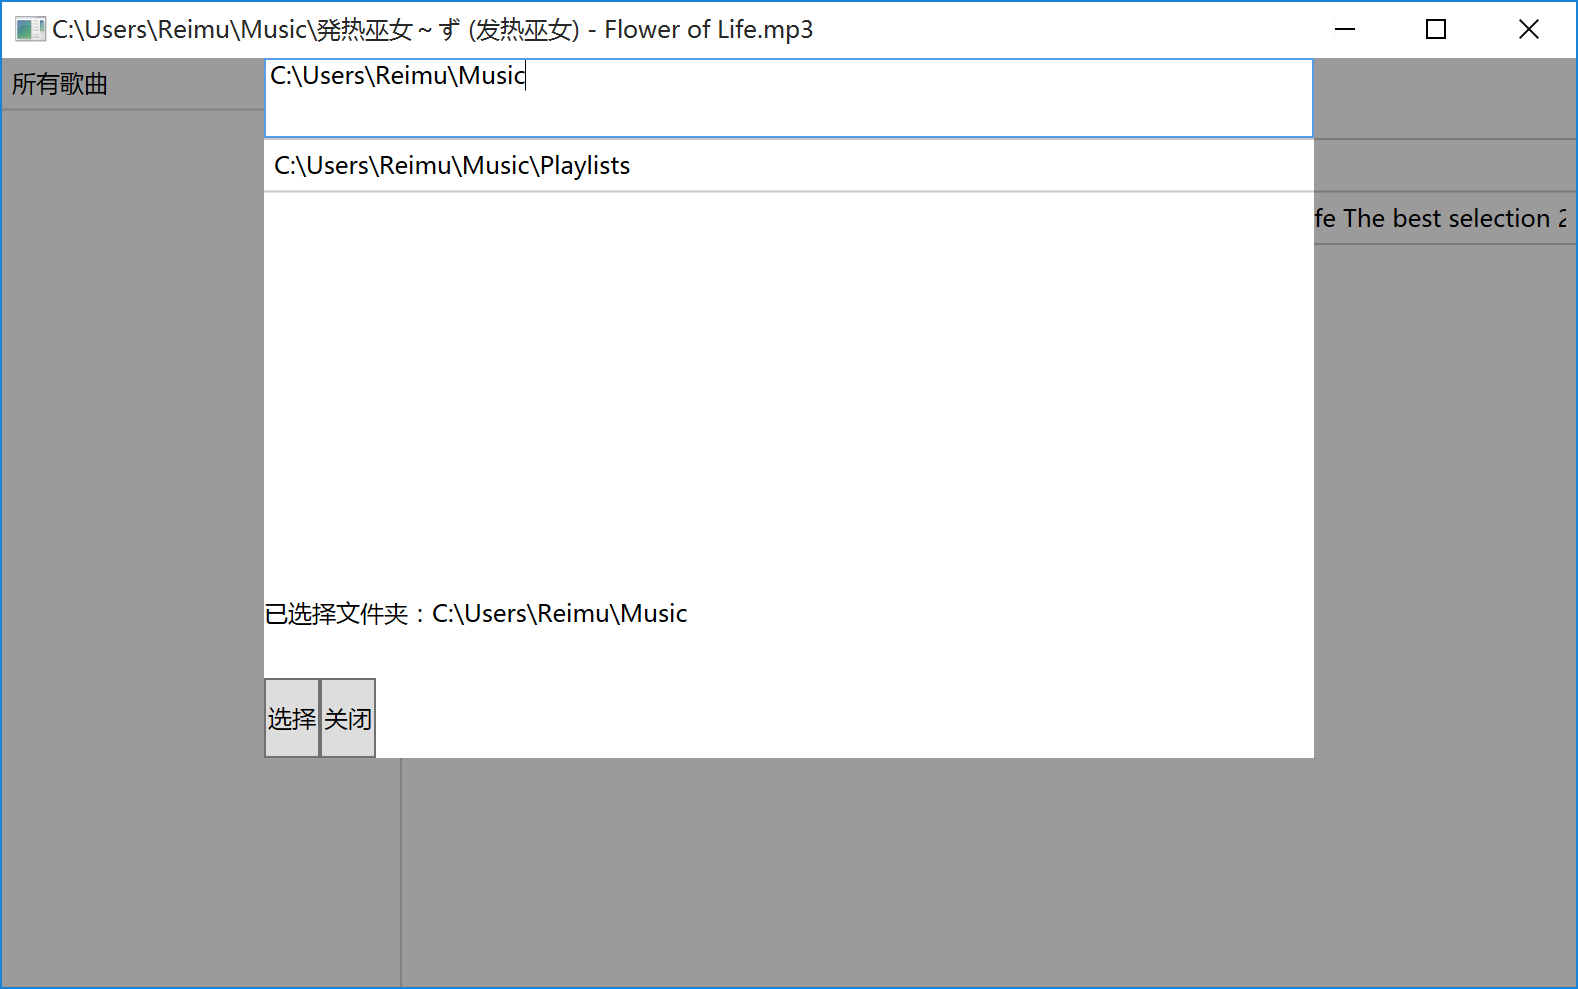 C:\Users\Reimu\Music\発热巫女～ず (发热巫女) - Flower of Life.mp3
所有歌曲
C:\Users\Reimu\Music
C:\Users\Reimu\Music\Playlists
fe The best selection 2
已选择文件夹：C:\Users\Reimu\Music
选择 关闭